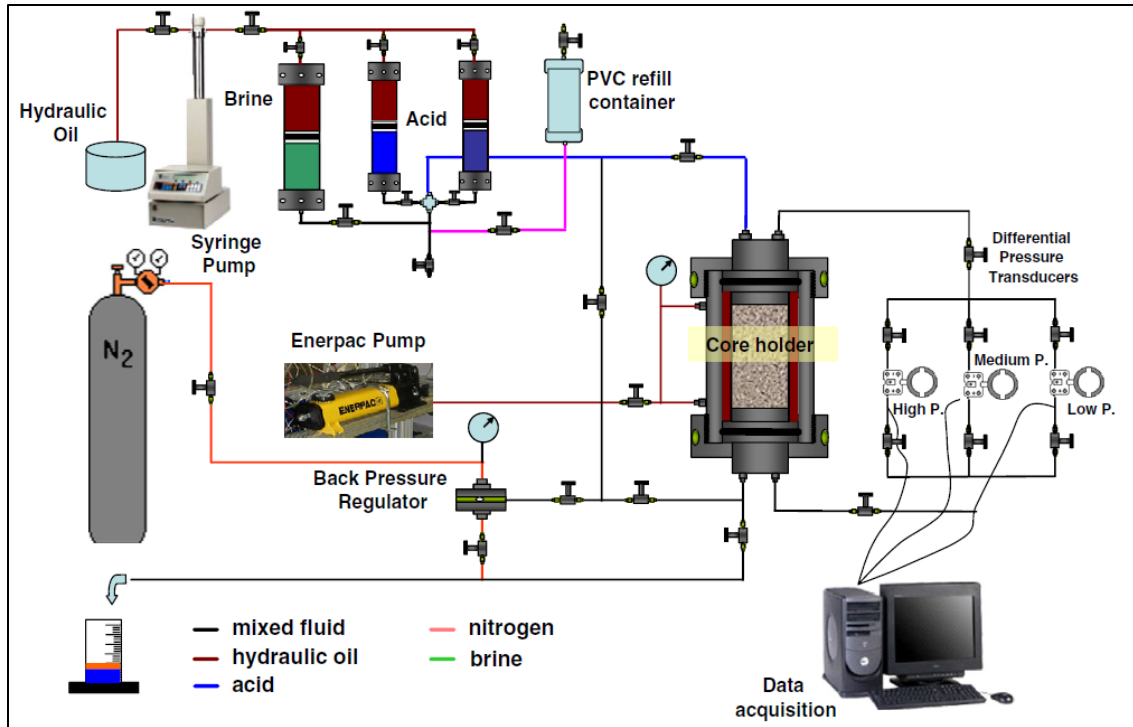 Hydraulic
Oil
Syringe
Pump
Brine
Acid
PVC refill
container
Differential
Pressure
Transducers
N2
Enerpac Pump
ENERPAC
Core holder
High P.
Medium P.
Low P.
Back Pressure
Regulator
mixed fluid
hydraulic oil
acid
nitrogen
brine
Data
acquisition